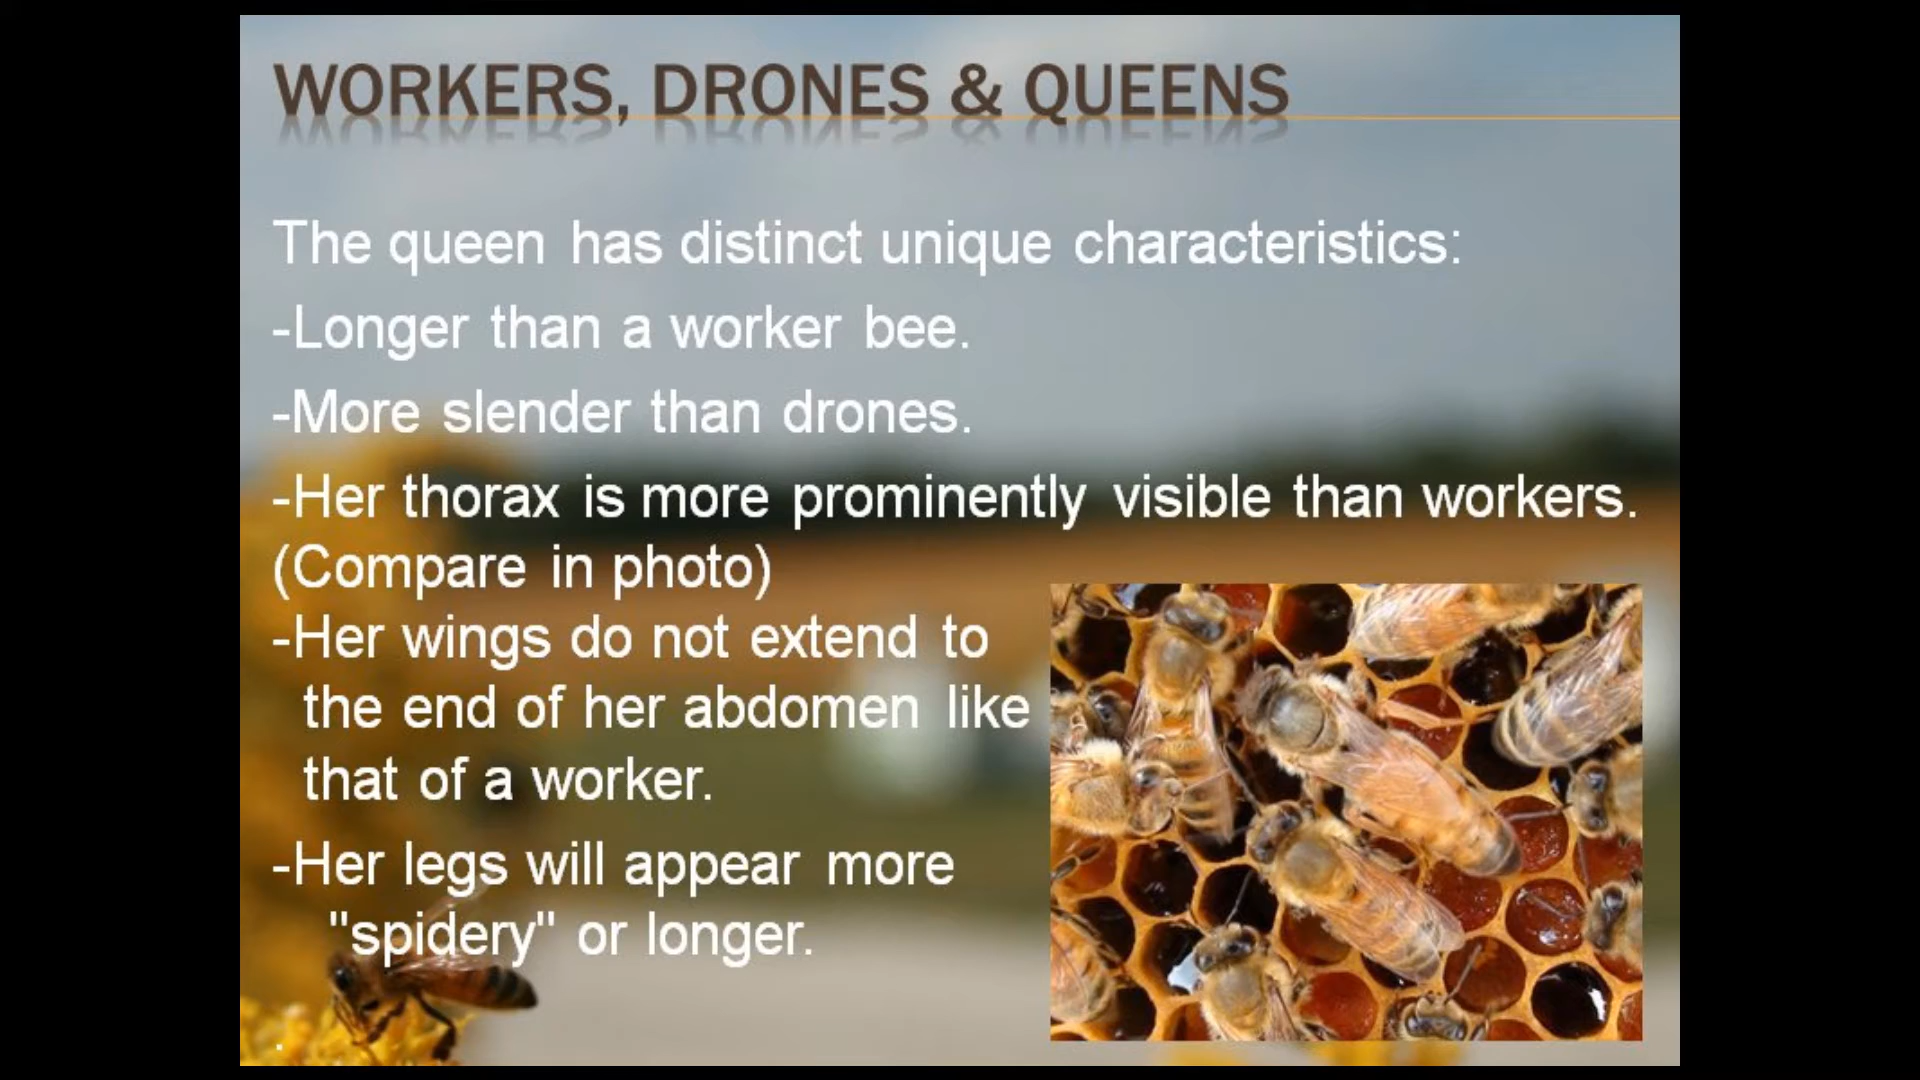 WORKERS, DRONES & QUEENS
The queen has distinct unique characteristics:
-Longer than a worker bee.
-More slender than drones.
-Her thorax is more prominently visible than workers.
(Compare in photo)
-Her wings do not extend to
the end of her abdomen like
that of a worker.
-Her legs will appear more
"spidery" or longer.
.